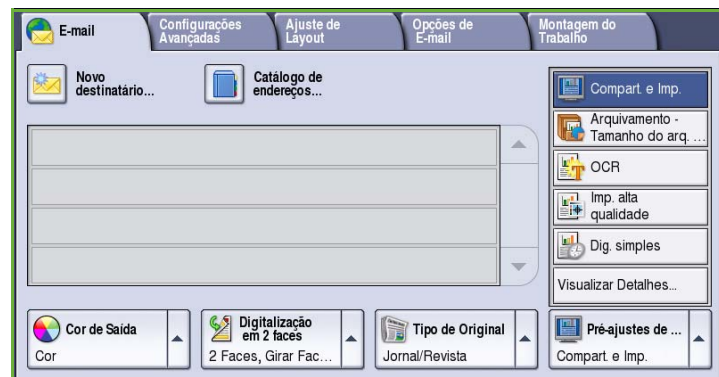 E-mail
Configurações
Avançadas
Ajuste de
Layout
Opções de
E-mail
Montagem do
Trabalho
Novo
destinatário...
Catálogo de
endereços...
Compart. e Imp.
Arquivamento -
Tamanho do arq. ...
OCR
Imp. alta
qualidade
Dig. simples
Visualizar Detalhes...
Cor de Saída
Cor
Digitalização
em 2 faces
2 Faces, Girar Fac...
Tipo de Original
Jornal/Revista
Pré-ajustes de ...
Compart. e Imp.